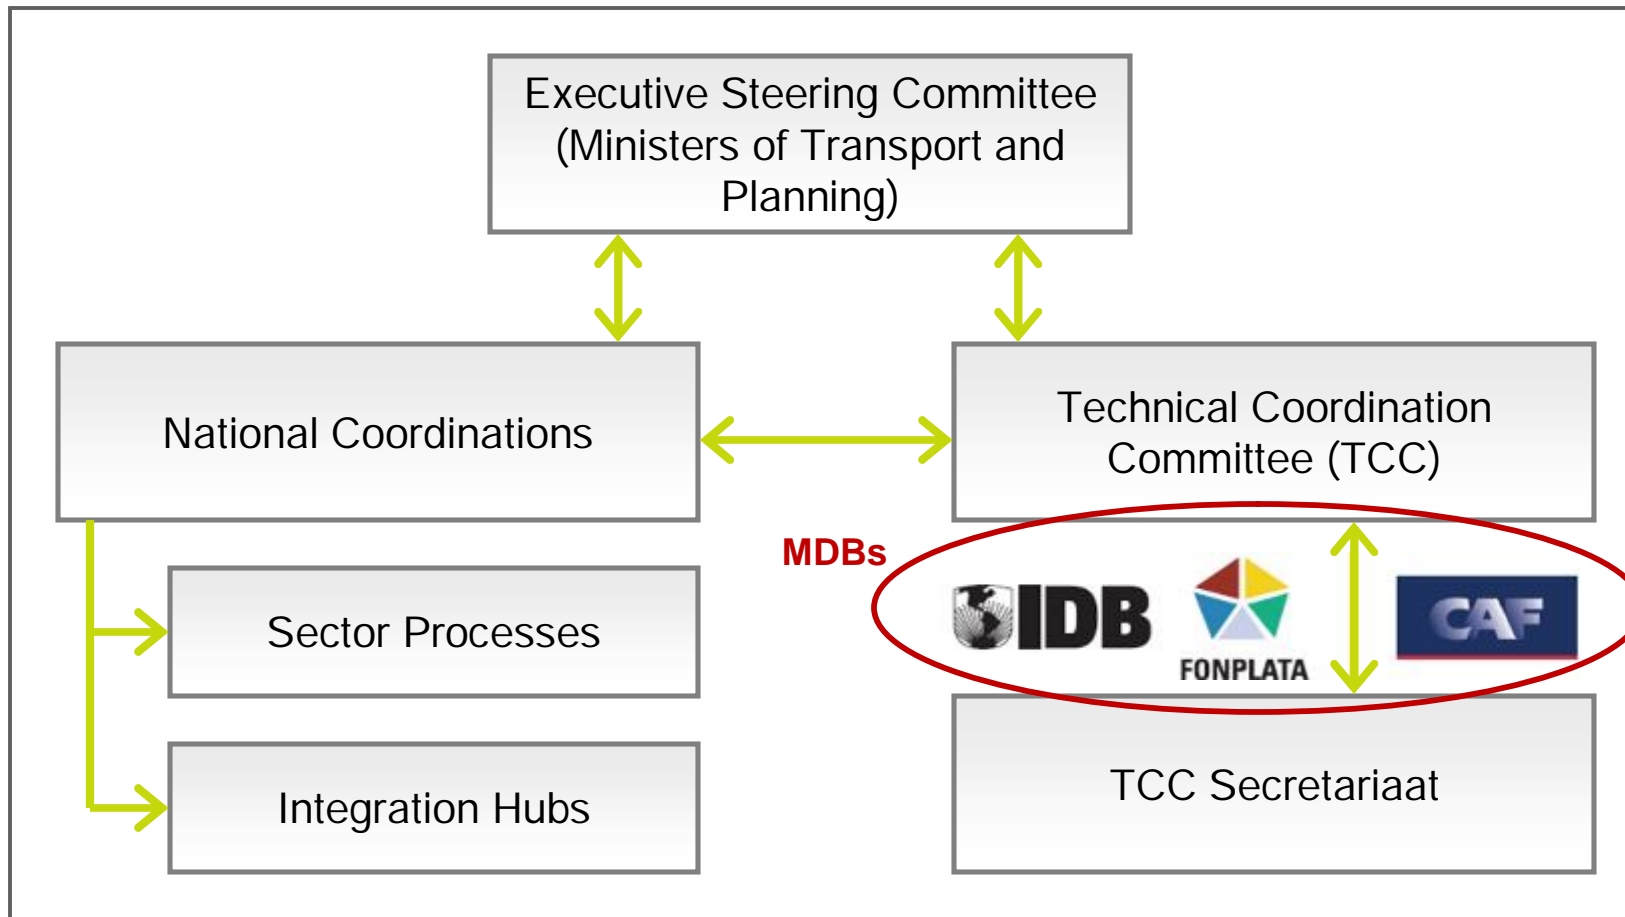 Executive Steering Committee
(Ministers of Transport and
Planning)
National Coordinations
Technical Coordination
Committee (TCC)
MDBs
IDB
FONPLATA
CAF
Sector Processes
Integration Hubs
TCC Secretariaat